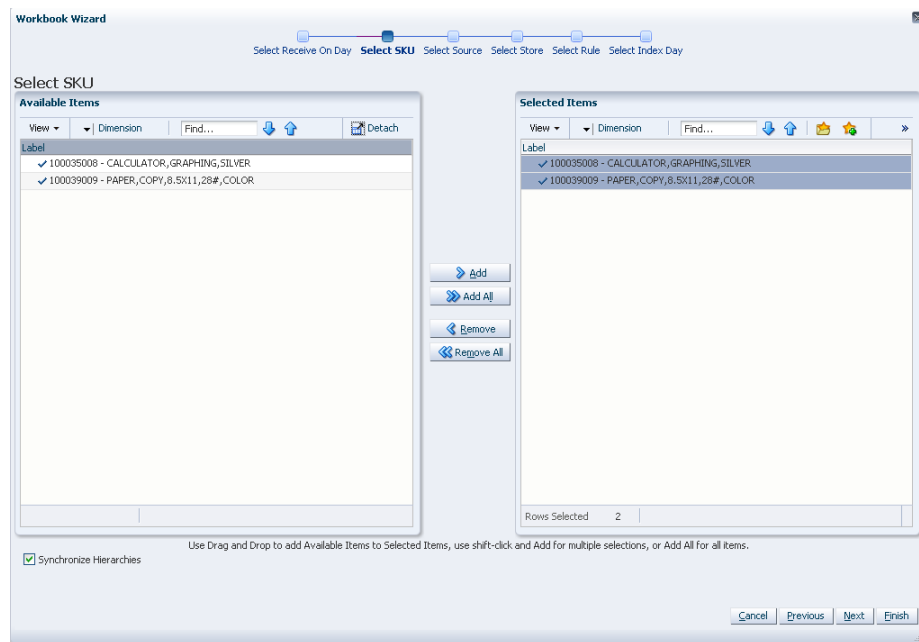 Workbook Wizard
Select Receive On Day Select SKU Select Source Select Store Select Rule Select Index Day
Select SKU
Available Items
View Dimension Find... Detach
Label
100035008 - CALCULATOR,GRAPHING,SILVER
100039009 - PAPER,COPY,8.5X11,28#,COLOR
Add
Add All
Remove
Remove All
Selected Items
View Dimension Find... »
Label
100035008 - CALCULATOR,GRAPHING,SILVER
100039009 - PAPER,COPY,8.5X11,28#,COLOR
Rows Selected 2
Use Drag and Drop to add Available Items to Selected Items, use shift-click and Add for multiple selections, or Add All for all items.
Synchronize Hierarchies
Cancel Previous Next Finish